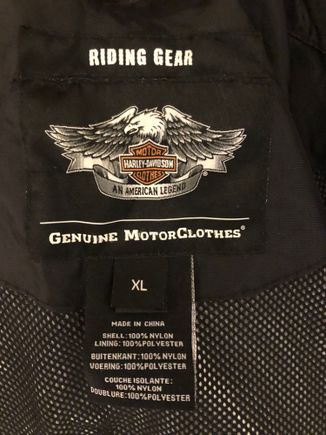 RIDING GEAR
MOTOR
HARLEY-DAVIDSON
CLOTHES
AN AMERICAN LEGEND
GENUINE MOTORCLOTHES®
XL
MADE IN CHINA
SHELL: 100% NYLON
LINING: 100% POLYESTER
BUITENKANT: 100% NYLON
VOERING: 100% POLYESTER
COUCHE ISOLANTE:
100% NYLON
DOUBLURE: 100% POLYESTER